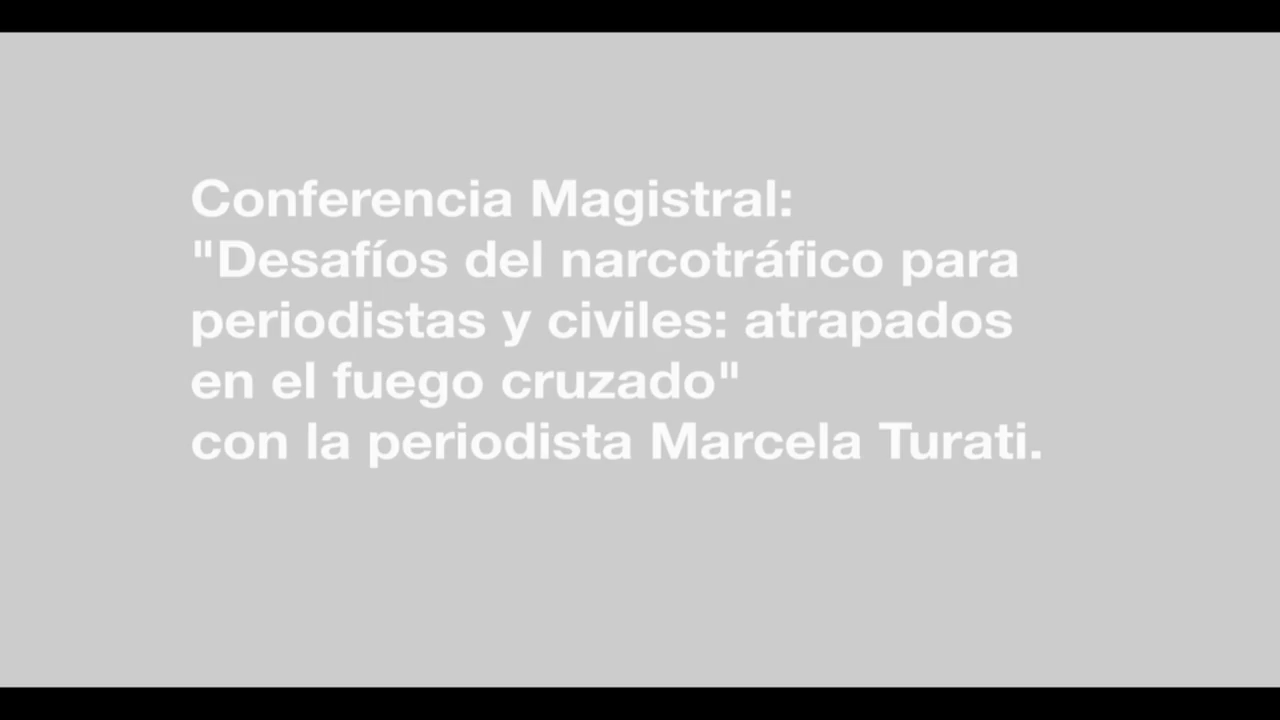 Conferencia Magistral:
"Desafíos del narcotráfico para
periodistas y civiles: atrapados
en el fuego cruzado"
con la periodista Marcela Turati.